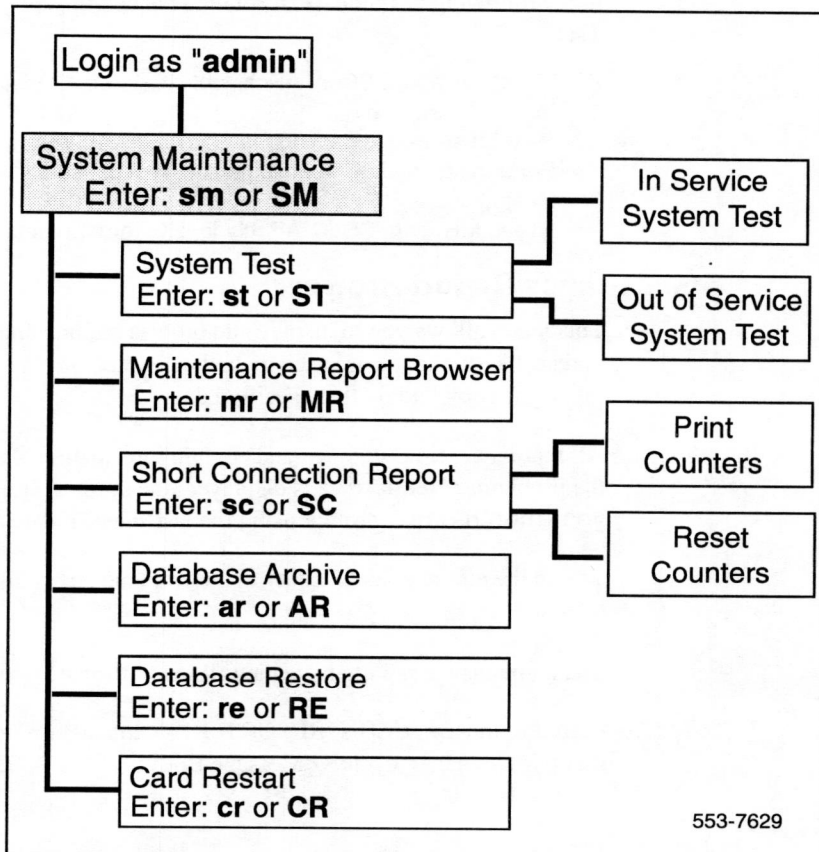 Login as "admin"
System Maintenance
Enter: sm or SM
System Test
Enter: st or ST
In Service
System Test
Out of Service
System Test
Maintenance Report Browser
Enter: mr or MR
Short Connection Report
Enter: sc or SC
Print
Counters
Reset
Counters
Database Archive
Enter: ar or AR
Database Restore
Enter: re or RE
Card Restart
Enter: cr or CR
553-7629